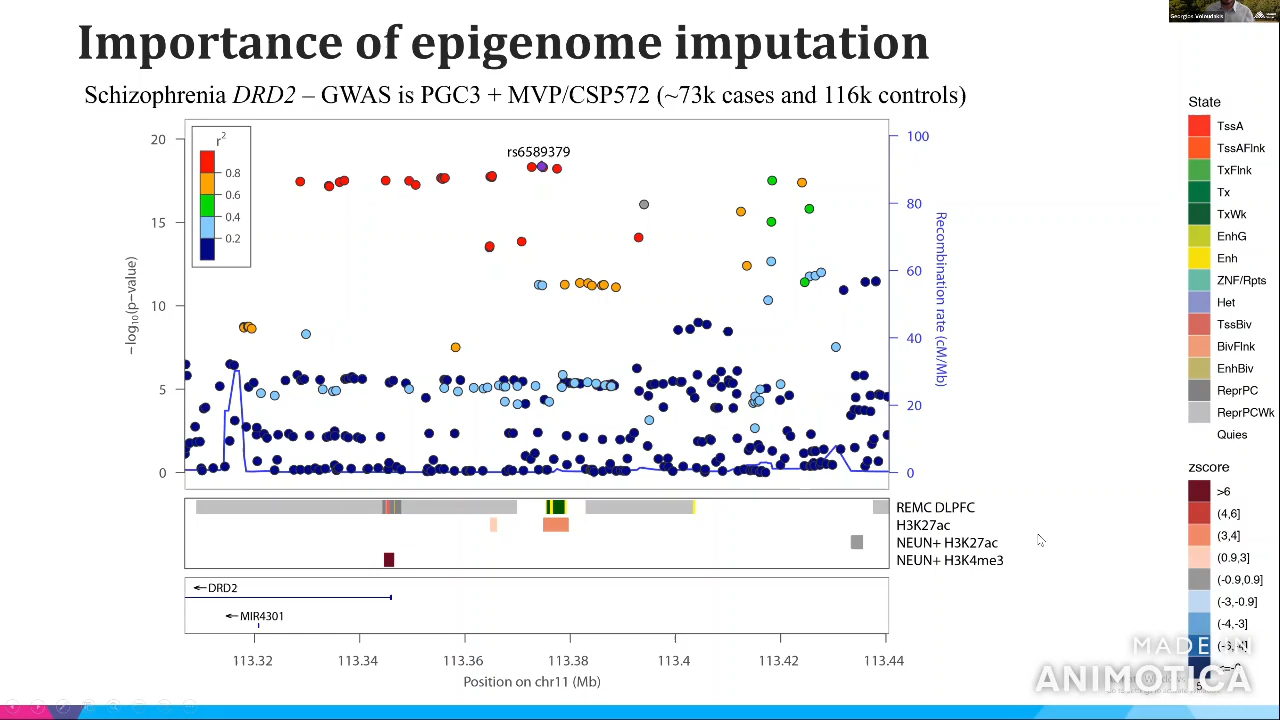 Importance of epigenome imputation
Georgios Voloudakis
Schizophrenia DRD2 – GWAS is PGC3 + MVP/CSP572 (~73k cases and 116k controls)
r2
0.8
0.6
0.4
0.2
rs6589379
20
15
10
5
0
−log10(p−value)
100
80
60
40
20
0
Recombination rate (cM/Mb)
REMC DLPFC
H3K27ac
NEUN+ H3K27ac
NEUN+ H3K4me3
DRD2
MIR4301
113.32
113.34
113.36
113.38
113.4
113.42
113.44
Position on chr11 (Mb)
State
TssA
TssAFlnk
TxFlnk
Tx
TxWk
EnhG
Enh
ZNF/Rpts
Het
TssBiv
BivFlnk
EnhBiv
ReprPC
ReprPCWk
Quies
zscore
>6
(4,6]
(3,4]
(0.9,3]
(-0.9,0.9]
(-3,-0.9]
(-4,-3]
MADE IN
ANIMOTICA